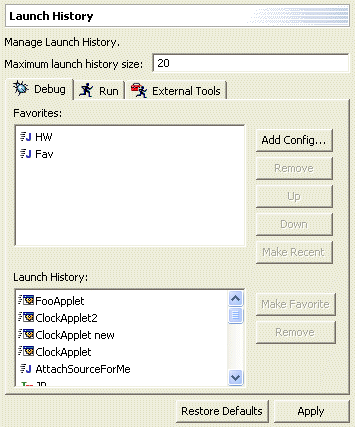 Launch History
Manage Launch History.
Maximum launch history size: 20
Debug Run External Tools
Favorites:
HW
Fav
Add Config...
Remove
Up
Down
Make Recent
Launch History:
FooApplet
ClockApplet2
ClockApplet new
ClockApplet
AttachSourceForMe
Make Favorite
Remove
Restore Defaults Apply